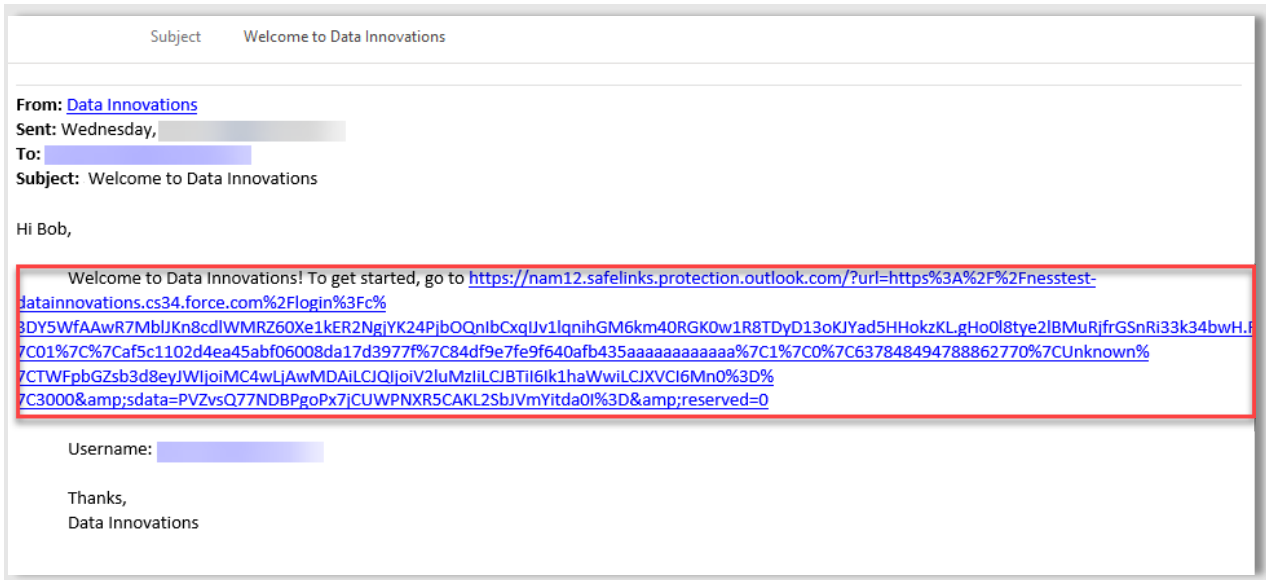 Subject Welcome to Data Innovations
From: Data Innovations
Sent: Wednesday,
To:
Subject: Welcome to Data Innovations
Hi Bob,
Welcome to Data Innovations! To get started, go to https://nam12.safelinks.protection.outlook.com/?url=https%3A%2F%2Fnesstest-
datainnovations.cs34.force.com%2Flogin%3Fc%
3DY5WfAAwR7MblJKn8cdlWMRZ60Xe1kER2NgjYK24PjbOQnIbCxqIJv1lqnihGM6km40RGK0w1R8TDyD13oKJYad5HHokzKL.gHo0l8tye2lBMuRjfrGSnRi33k34bwH.F
7C01%7C%7Caf5c1102d4ea45abf06008da17d3977f%7C84df9e7fe9f640afb435aaaaaaaaaaaa%7C1%7C0%7C637848494788862770%7CUnknown%
7CTWFpbGZsb3d8eyJWIjoiMC4wLjAwMDAiLCJQIjoiV2luMzIiLCJBTiI6Ik1haWwiLCJXVCI6Mn0%3D%
7C3000&amp;sdata=PVZvsQ77NDBPgoPx7jCUWPNXR5CAKL2SbJVmYitda0I%3D&amp;reserved=0
Username:
Thanks,
Data Innovations